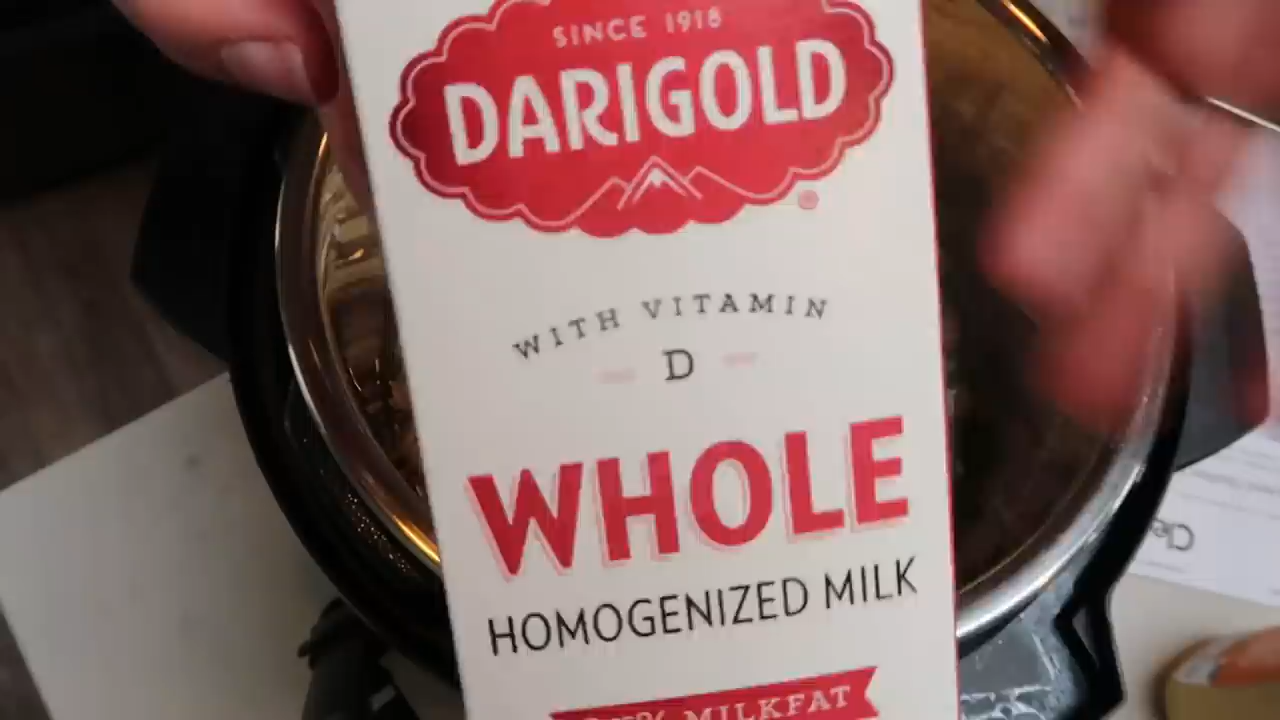 SINCE 1918
DARIGOLD
WITH VITAMIN
D
WHOLE
HOMOGENIZED MILK
MILKFAT